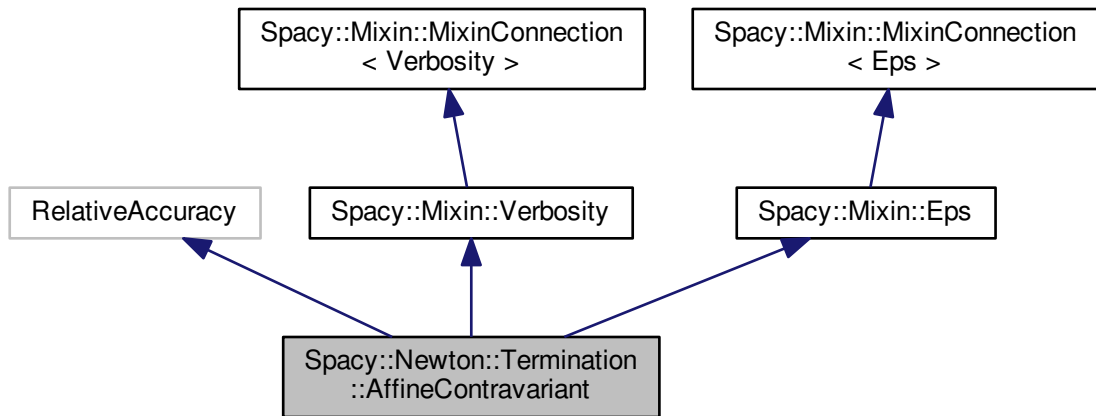 Spacy::Mixin::MixinConnection
< Verbosity >
Spacy::Mixin::MixinConnection
< Eps >
RelativeAccuracy
Spacy::Mixin::Verbosity
Spacy::Mixin::Eps
Spacy::Newton::Termination
::AffineContravariant